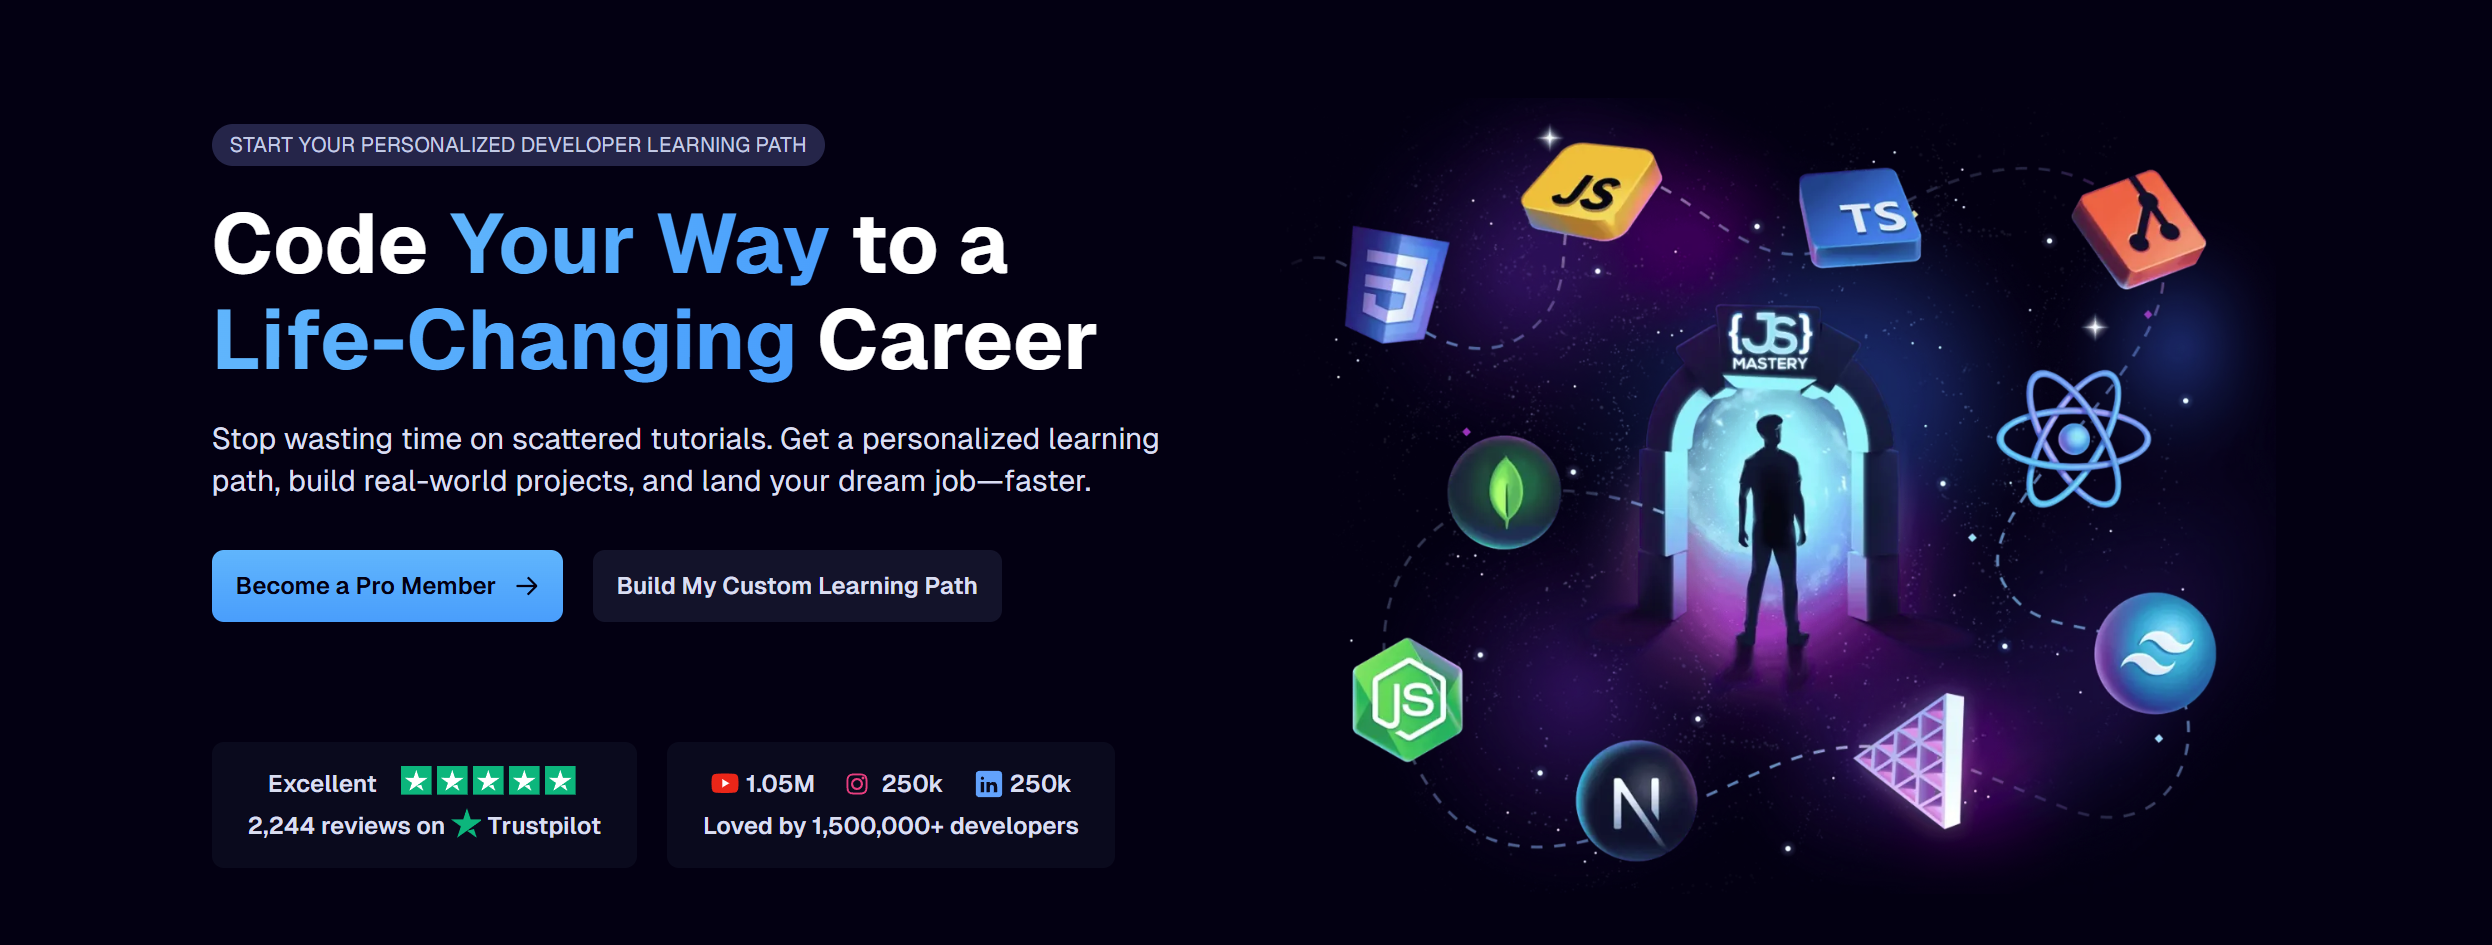 START YOUR PERSONALIZED DEVELOPER LEARNING PATH
Code Your Way to a
Life-Changing Career
Stop wasting time on scattered tutorials. Get a personalized learning
path, build real-world projects, and land your dream job—faster.
Become a Pro Member
Build My Custom Learning Path
Excellent
2,244 reviews on Trustpilot
1.05M 250k in 250k
Loved by 1,500,000+ developers
JS
TS
{JS}
MASTERY
JS
N